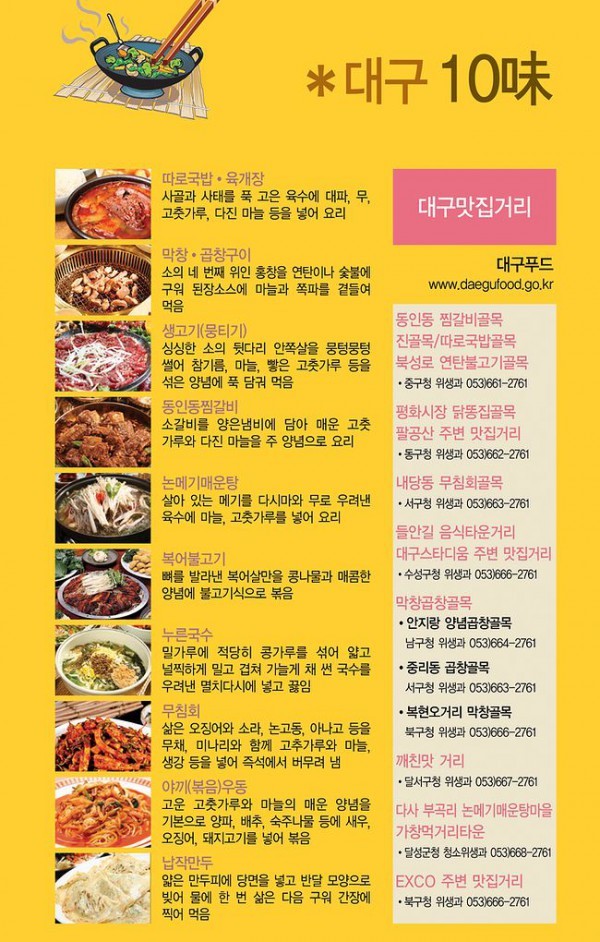 *대구 10味
따로국밥•육개장
사골과 사태를 푹 고은 육수에 대파, 무,
고춧가루, 다진 마늘 등을 넣어 요리
막창•곱창구이
소의 네 번째 위인 홍창을 연탄이나 숯불에
구워 된장소스에 마늘과 쪽파를 곁들여
먹음
생고기(뭉티기)
싱싱한 소의 뒷다리 안쪽살을 뭉텅뭉텅
썰어 참기름, 마늘, 빻은 고춧가루 등을
섞은 양념에 푹 담궈 먹음
동인동찜갈비
소갈비를 양은냄비에 담아 매운 고춧
가루와 다진 마늘을 주 양념으로 요리
논메기매운탕
살아 있는 메기를 다시마와 무로 우려낸
육수에 마늘, 고춧가루를 넣어 요리
복어불고기
뼈를 발라낸 복어살만을 콩나물과 매콤한
양념에 불고기식으로 볶음
누른국수
밀가루에 적당히 콩가루를 섞어 얇고
널찍하게 밀고 겹쳐 가늘게 채 썬 국수를
우려낸 멸치다시에 넣고 끓임
무침회
삶은 오징어와 소라, 논고동, 아나고 등을
무채, 미나리와 함께 고추가루와 마늘,
생강 등을 넣어 즉석에서 버무려 냄
야끼(볶음)우동
고운 고춧가루와 마늘의 매운 양념을
기본으로 양파, 배추, 숙주나물 등에 새우,
오징어, 돼지고기를 넣어 볶음
납작만두
얇은 만두피에 당면을 넣고 반달 모양으로
빚어 물에 한 번 삶은 다음 구워 간장에
찍어 먹음
대구맛집거리
대구푸드
www.daegufood.go.kr
동인동 찜갈비골목
진골목/따로국밥골목
북성로 연탄불고기골목
•중구청 위생과 053)661-2761
평화시장 닭똥집골목
팔공산 주변 맛집거리
•동구청 위생과 053)662-2761
내당동 무침회골목
•서구청 위생과 053)663-2761
들안길 음식타운거리
대구스타디움 주변 맛집거리
•수성구청 위생과 053)666-2761
막창곱창골목
•안지랑 양념곱창골목
남구청 위생과 053)664-2761
•중리동 곱창골목
서구청 위생과 053)663-2761
•복현오거리 막창골목
북구청 위생과 053)666-2761
깨친맛 거리
•달서구청 위생과 053)667-2761
다사 부곡리 논메기매운탕마을
가창먹거리타운
•달성군청 청소위생과 053)668-2761
EXCO 주변 맛집거리
•북구청 위생과 053)666-2761